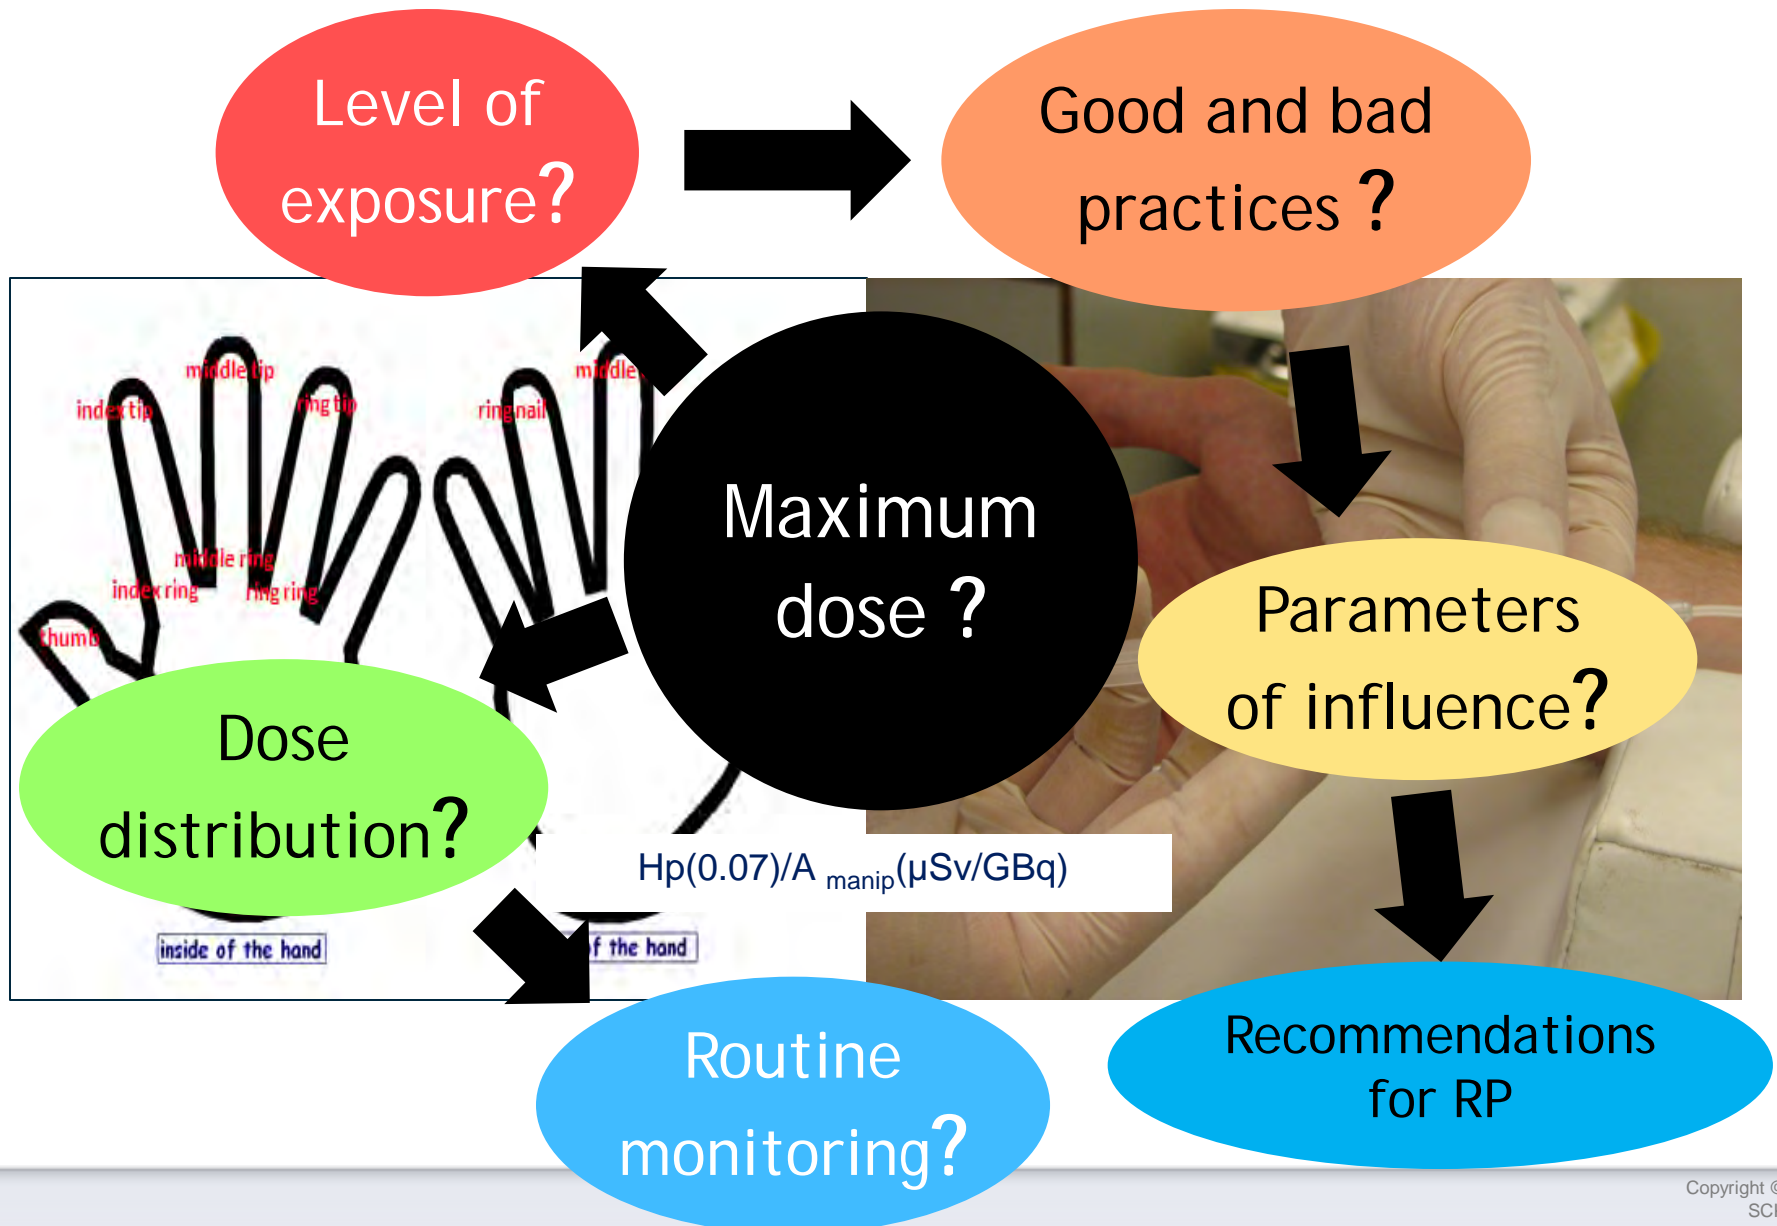 Level of
exposure?
Good and bad
practices ?
middle tip
index tip
ring tip
ring nail
middle
Maximum
dose ?
middle ring
index ring
ring ring
thumb
Parameters
of influence?
Dose
distribution?
Hp(0.07)/A manip(µSv/GBq)
inside of the hand
of the hand
Routine
monitoring?
Recommendations
for RP
Copyright ©